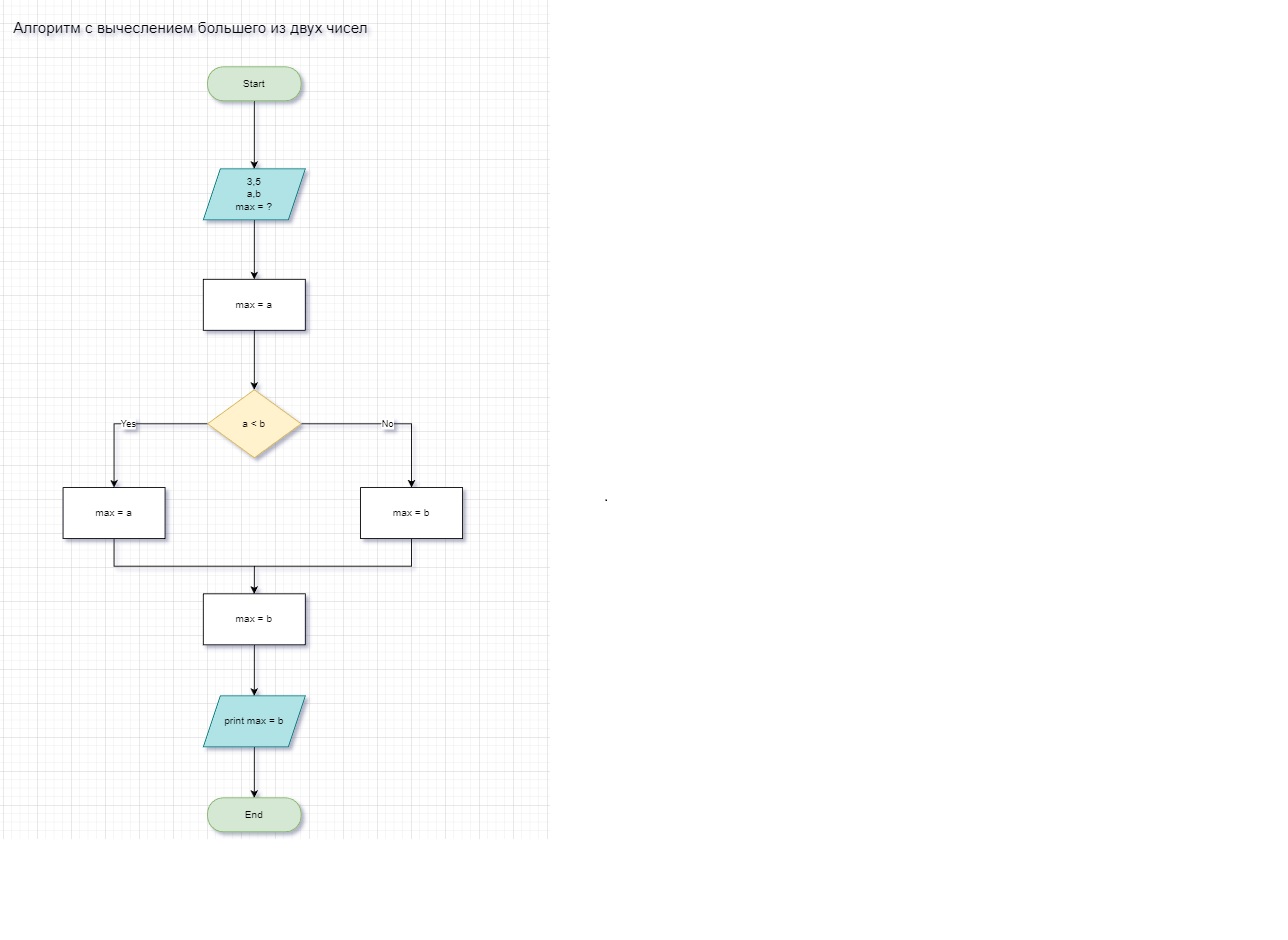 Алгоритм с вычеслением большего из двух чисел
Start
3,5
a,b
max = ?
max = a
a < b
Yes
No
max = a
max = b
.
max = b
print max = b
End